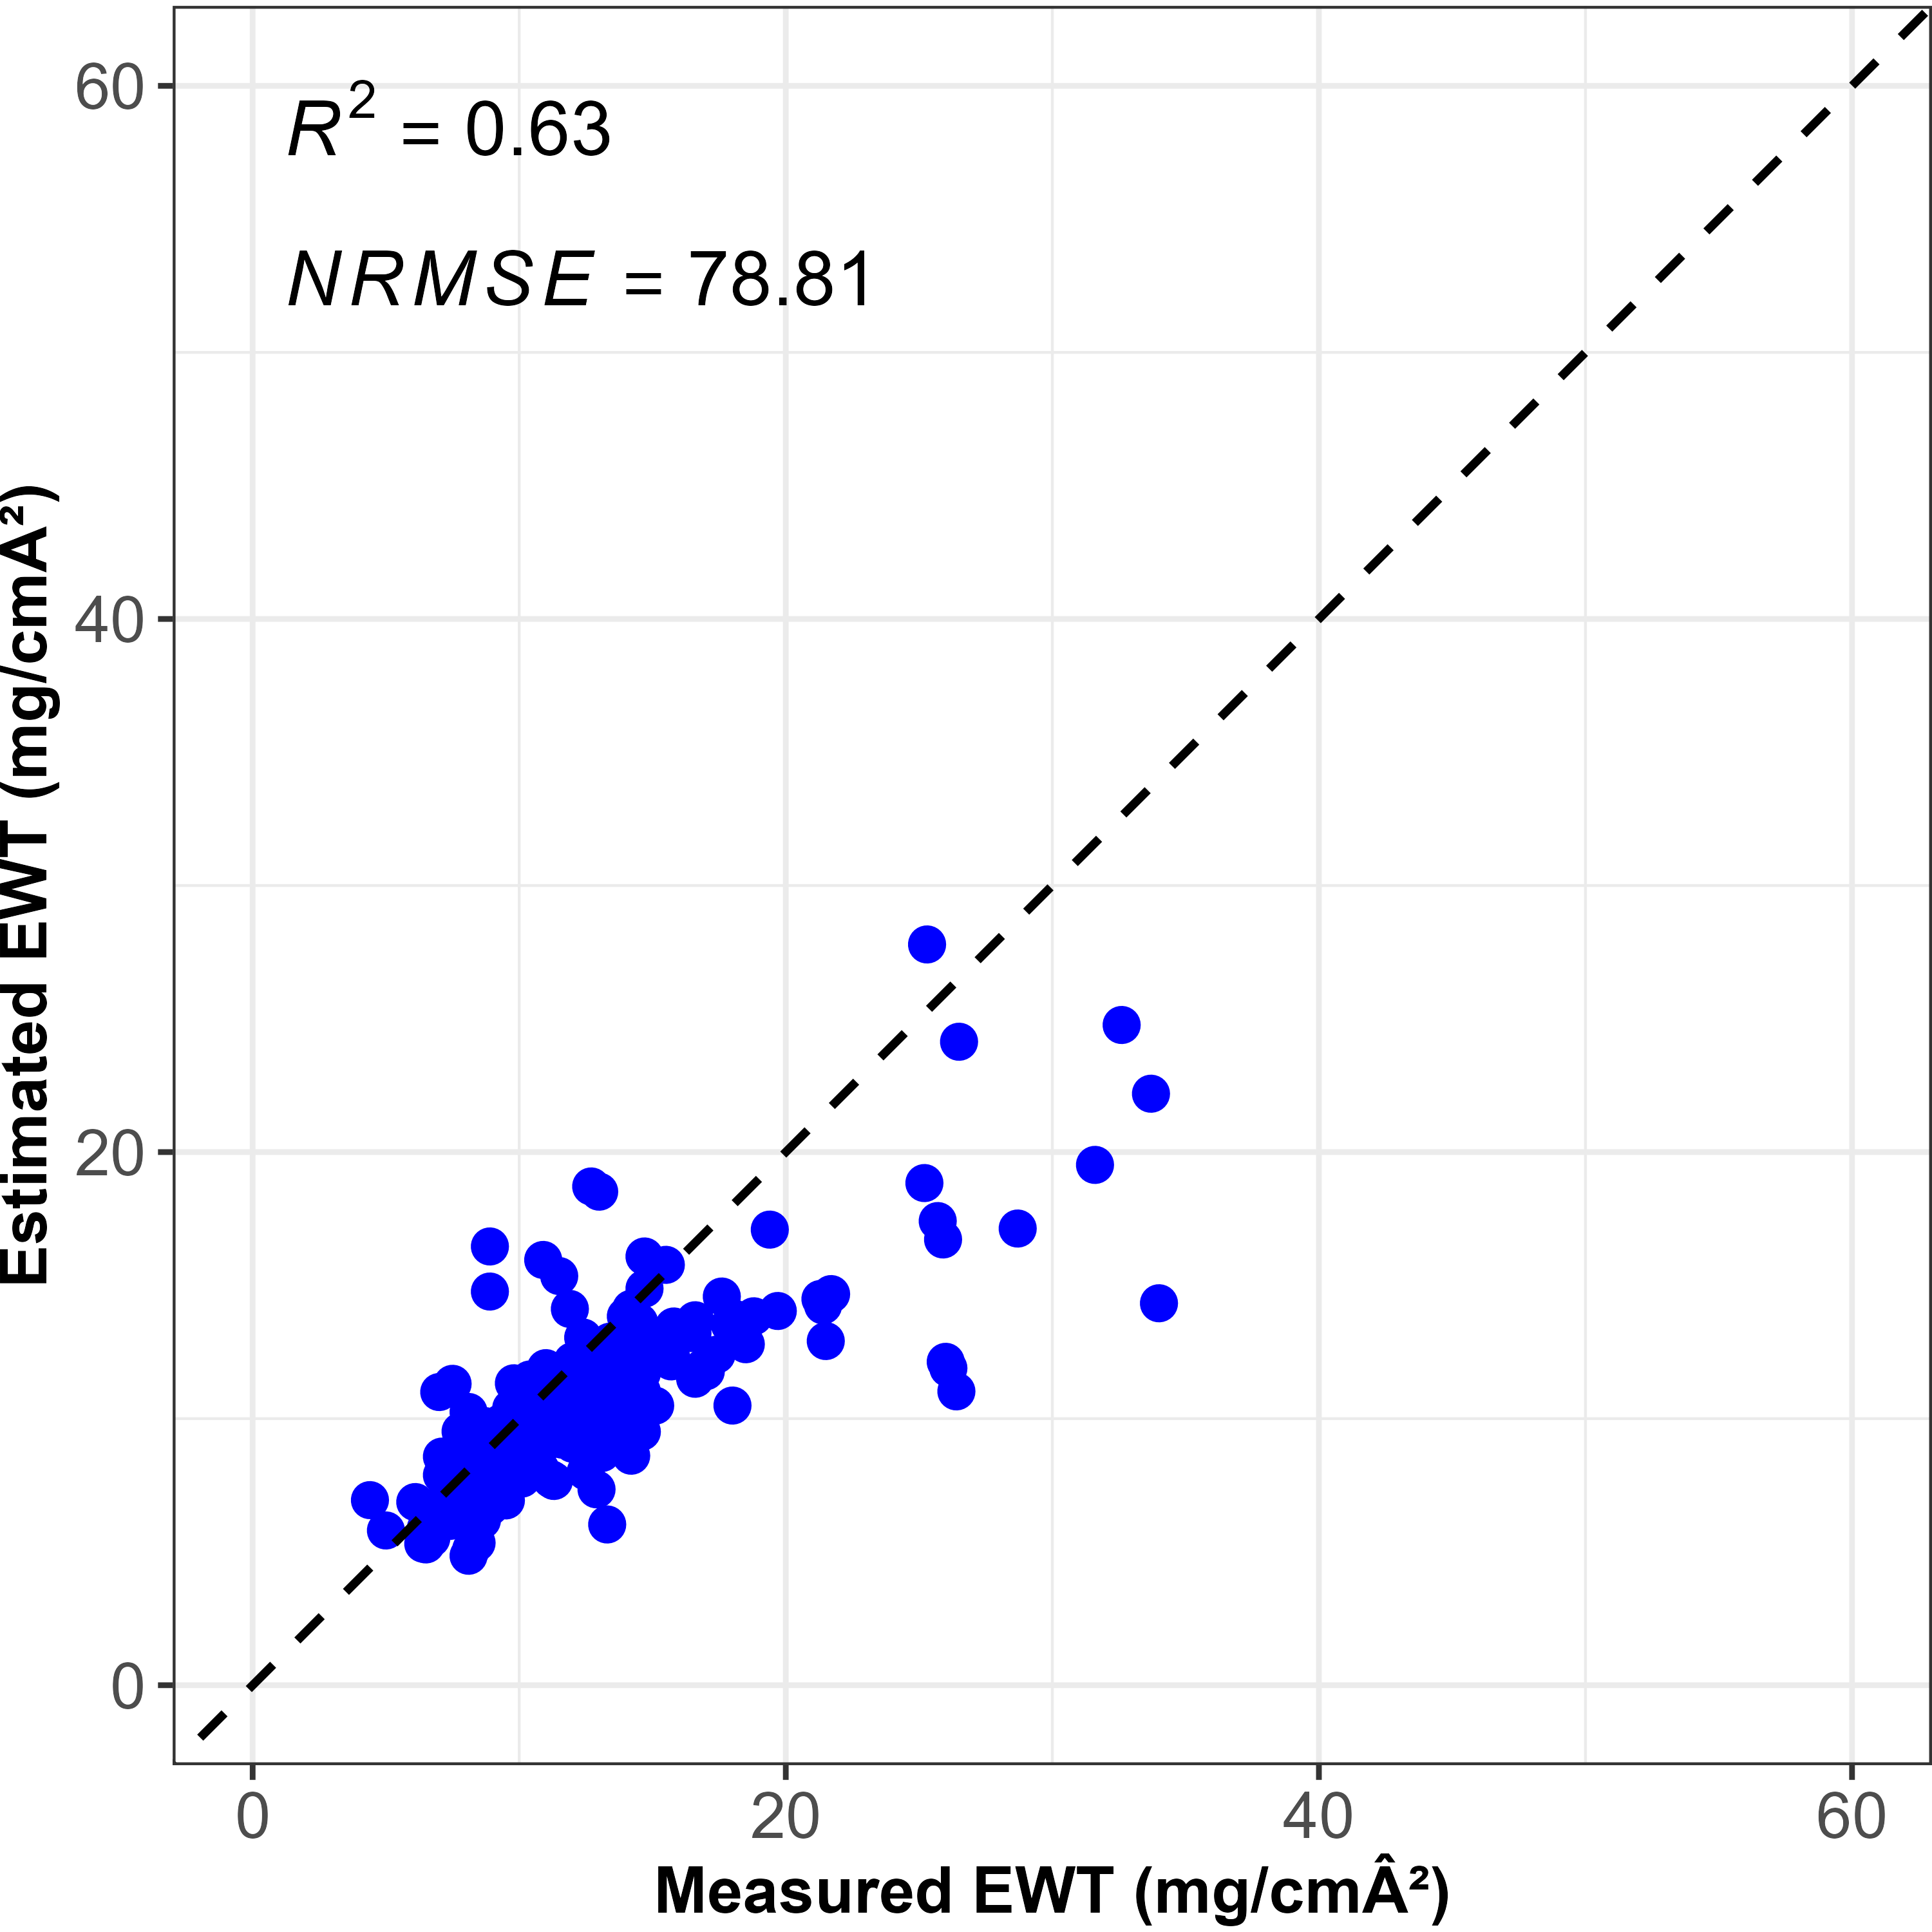 R² = 0.63
NRMSE = 78.81
60
40
20
0
Estimated EWT (mg/cmÂ²)
0 20 40 60
Measured EWT (mg/cmÂ²)